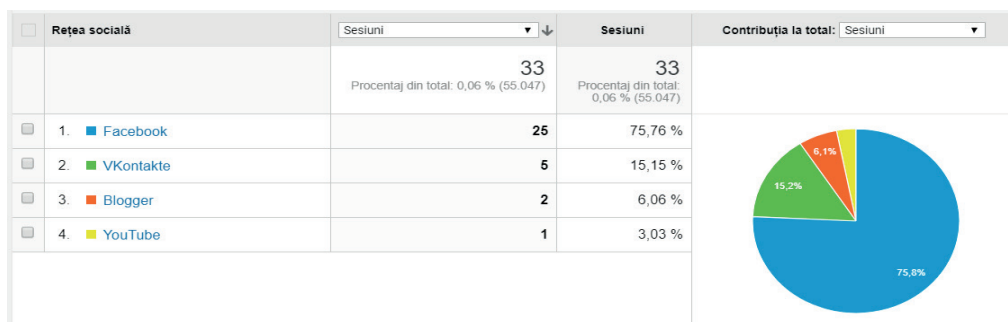 Rețea socială
Sesiuni
Sesiuni
Contribuția la total: Sesiuni
33
Procentaj din total: 0,06 % (55.047)
33
Procentaj din total:
0,06 % (55.047)
1. Facebook 25 75,76 %
2. VKontakte 5 15,15 %
3. Blogger 2 6,06 %
4. YouTube 1 3,03 %
6,1%
15,2%
75,8%